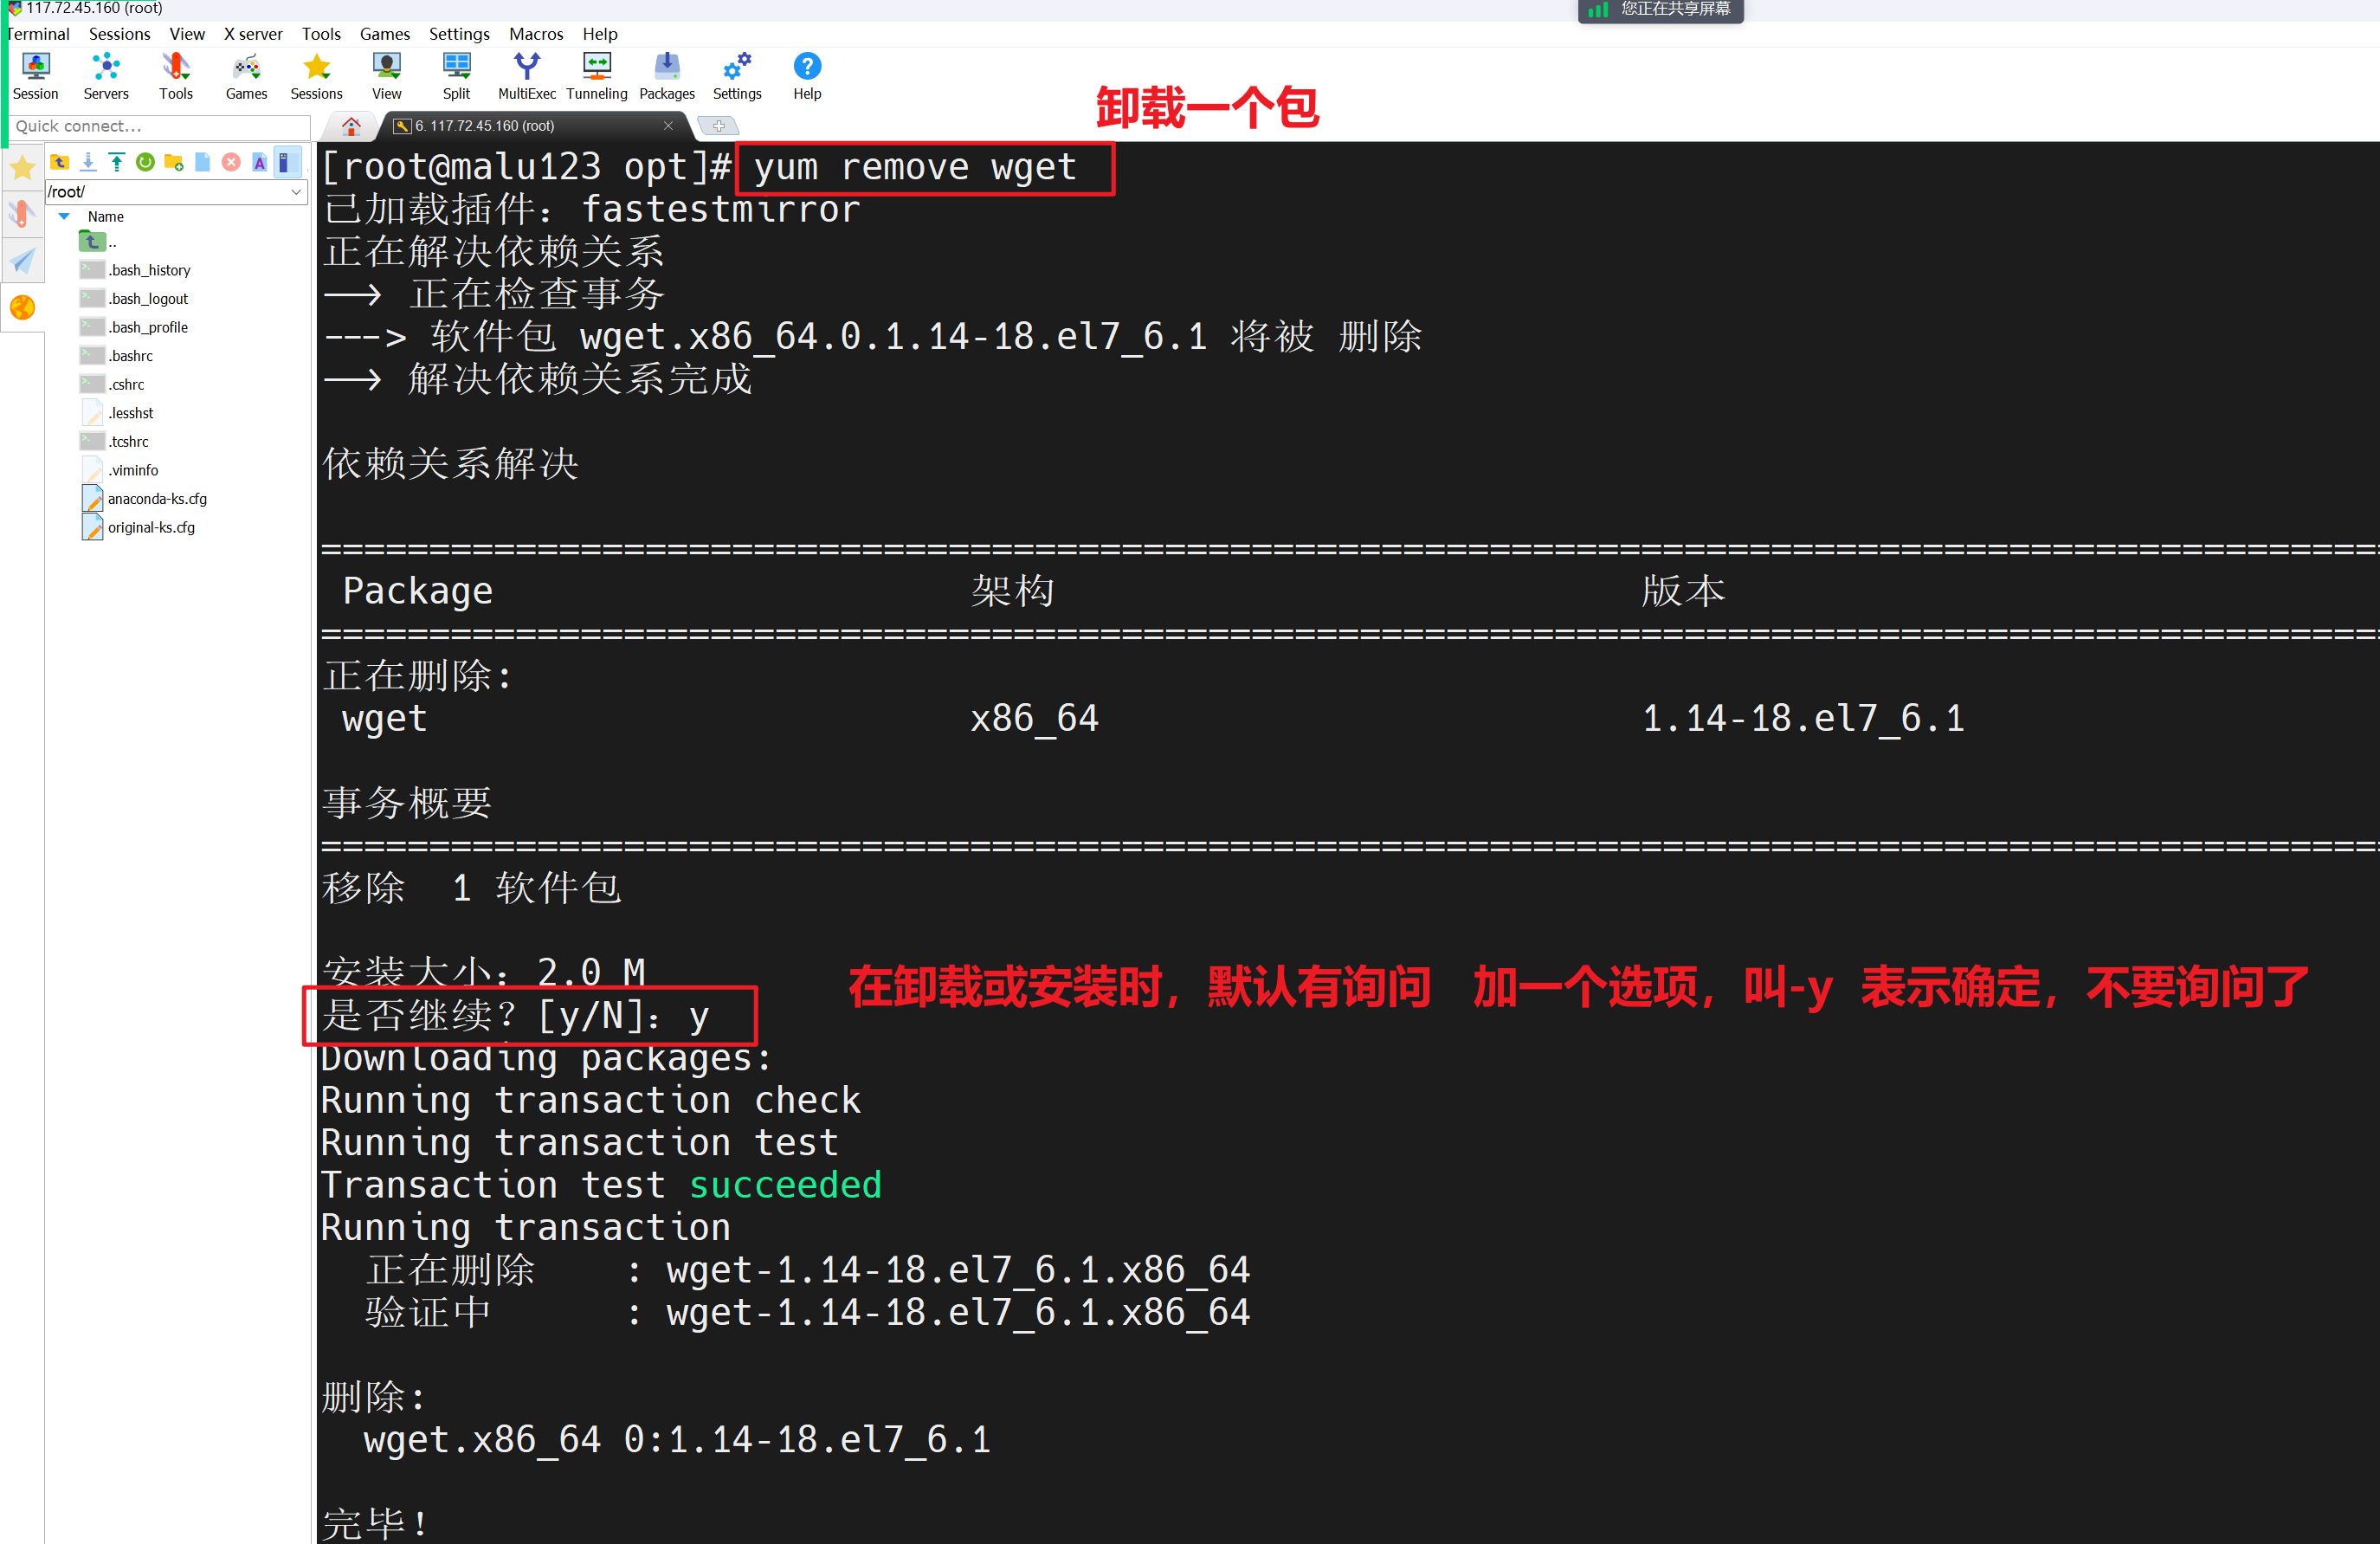 117.72.45.160 (root)
您正在共享屏幕
Terminal Sessions View X server Tools Games Settings Macros Help
Session Servers Tools Games Sessions View Split MultiExec Tunneling Packages Settings Help
卸载一个包
Quick connect...
6. 117.72.45.160 (root)
/root/
Name
..
.bash_history
.bash_logout
.bash_profile
.bashrc
.cshrc
.lesshst
.tcshrc
.viminfo
anaconda-ks.cfg
original-ks.cfg
[root@malu123 opt]# yum remove wget
已加载插件：fastestmirror
正在解决依赖关系
--> 正在检查事务
---> 软件包 wget.x86_64.0.1.14-18.el7_6.1 将被 删除
--> 解决依赖关系完成
依赖关系解决
================================================================================================
Package 架构 版本
================================================================================================
正在删除:
wget x86_64 1.14-18.el7_6.1
事务概要
================================================================================================
移除 1 软件包
安装大小：2.0 M
是否继续？[y/N]：y
在卸载或安装时，默认有询问 加一个选项，叫-y 表示确定，不要询问了
Downloading packages:
Running transaction check
Running transaction test
Transaction test succeeded
Running transaction
正在删除 : wget-1.14-18.el7_6.1.x86_64
验证中 : wget-1.14-18.el7_6.1.x86_64
删除:
wget.x86_64 0:1.14-18.el7_6.1
完毕！